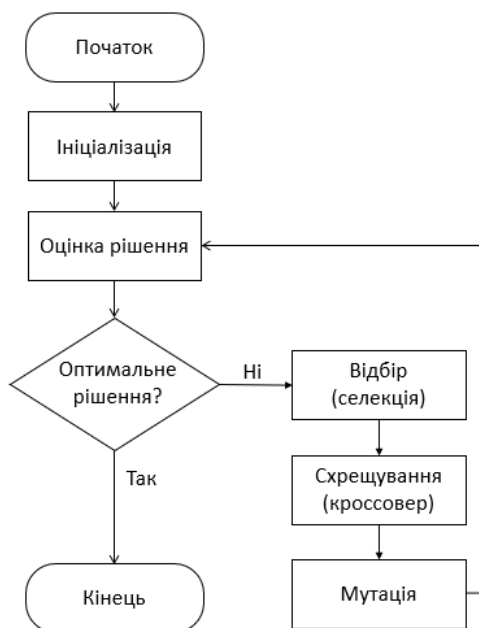 Початок
Ініціалізація
Оцінка рішення
Оптимальне
рішення?
Ні
Відбір
(селекція)
Так
Схрещування
(кроссовер)
Кінець
Мутація